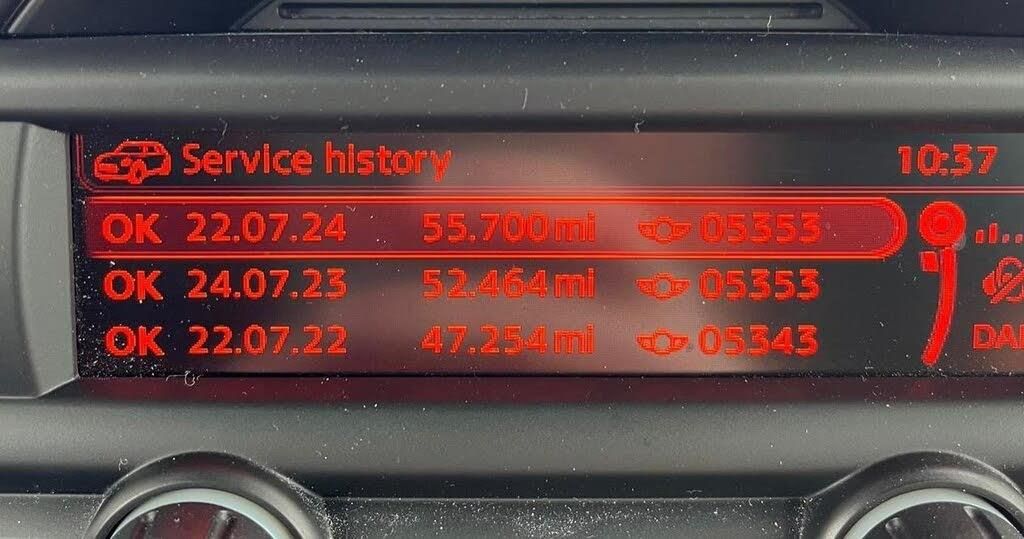 Service history 10:37
OK 22.07.24 55.700mi 05353
OK 24.07.23 52.464mi 05353
OK 22.07.22 47.254mi 05343